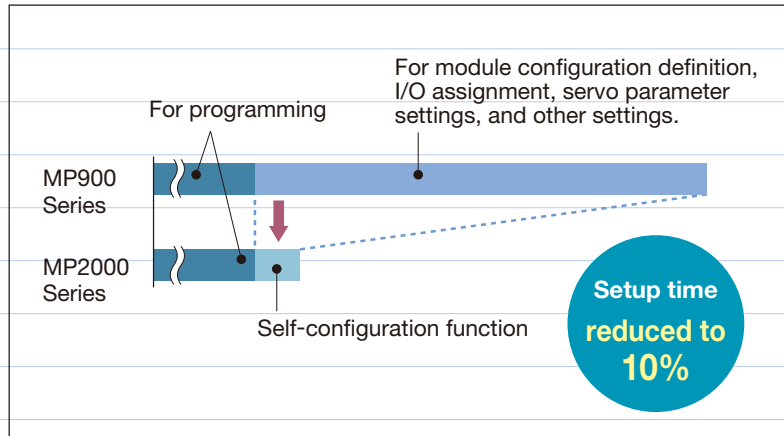 For module configuration definition,
I/O assignment, servo parameter
settings, and other settings.
For programming
MP900
Series
MP2000
Series
Self-configuration function
Setup time
reduced to
10%